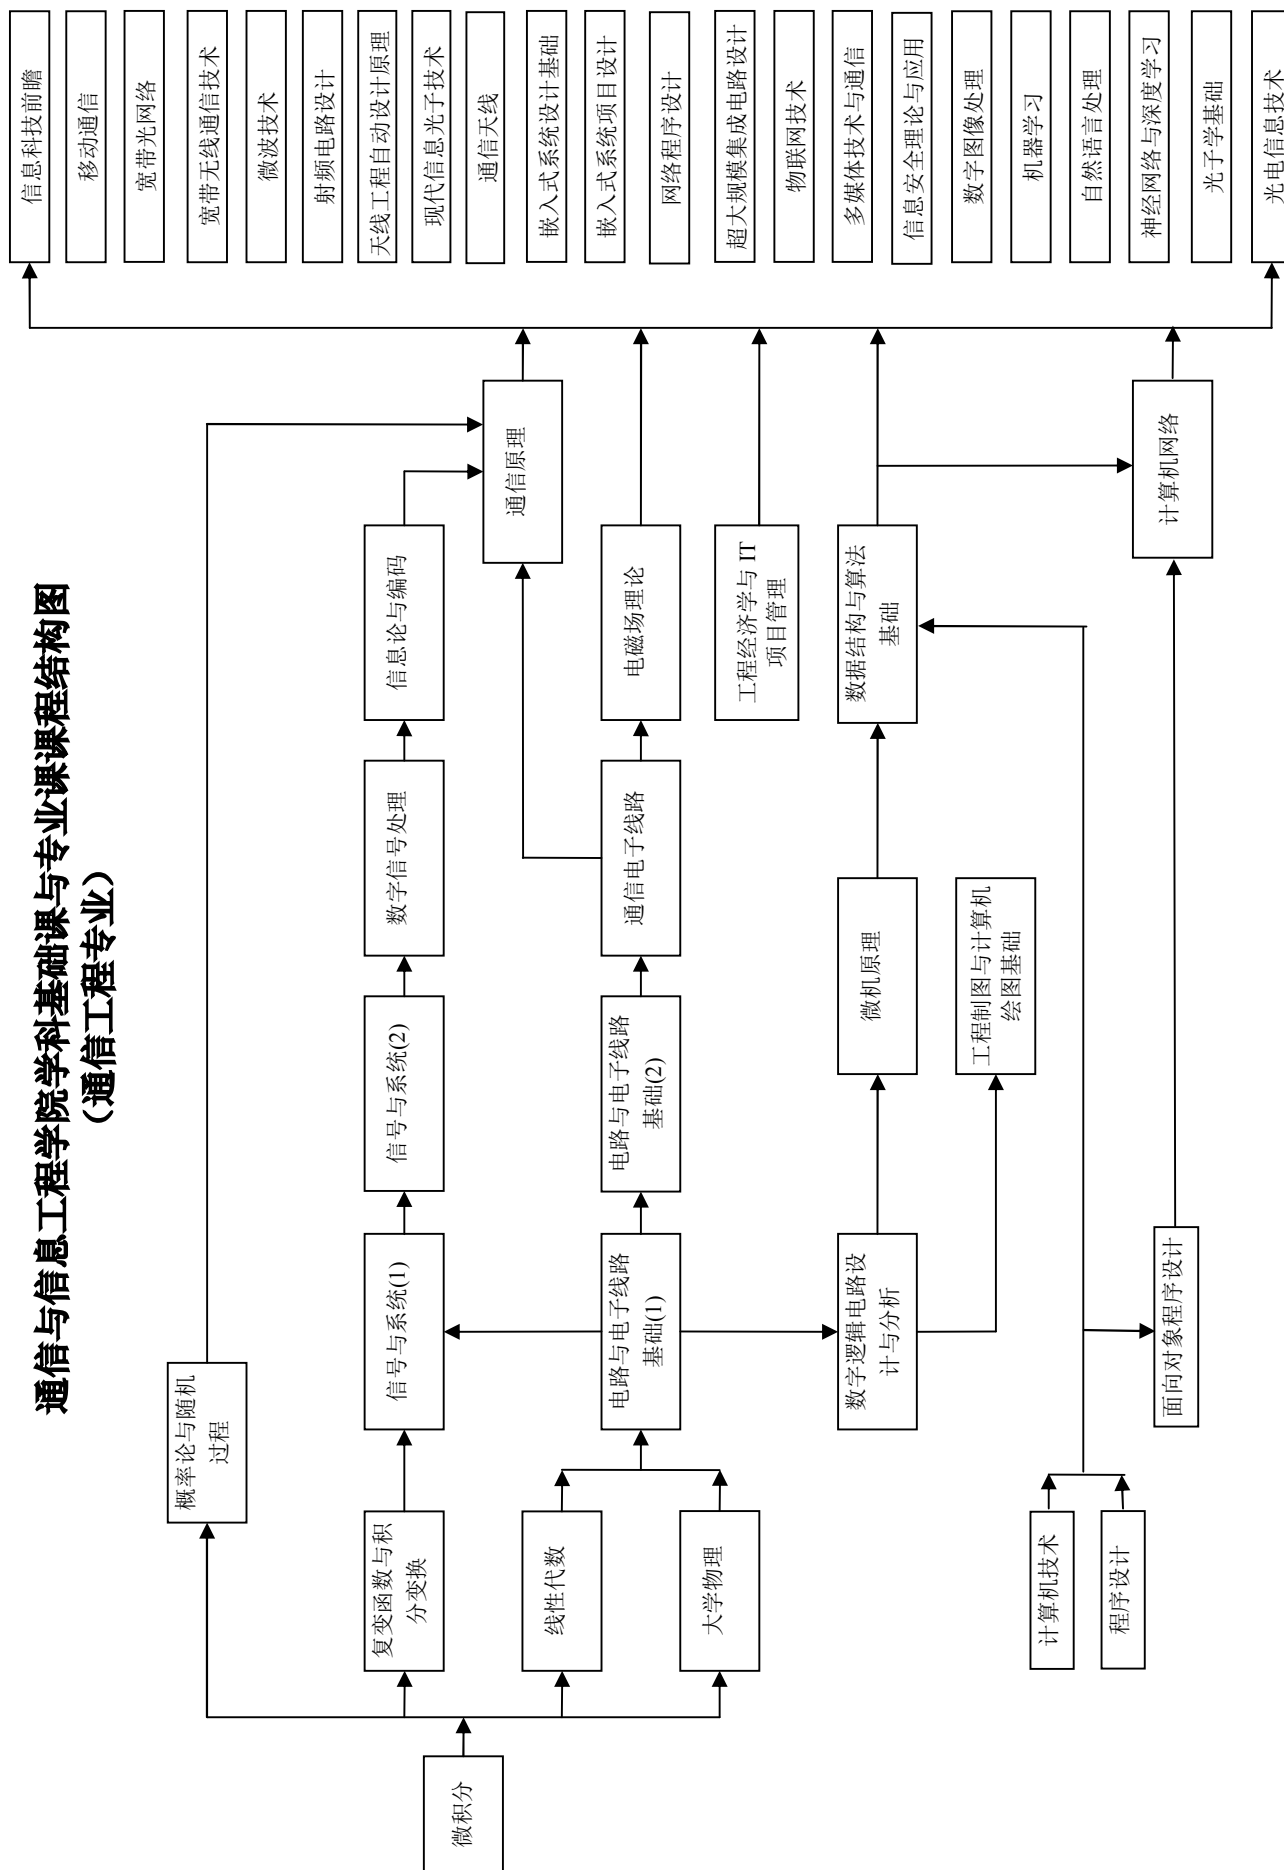 通信与信息工程学院学科基础课与专业课课程结构图
（通信工程专业）
微积分
概率论与随机
过程
复变函数与积
分变换
线性代数
大学物理
计算机技术
程序设计
信号与系统(1)
电路与电子线路
基础(1)
数字逻辑电路设
计与分析
面向对象程序设计
信号与系统(2)
电路与电子线路
基础(2)
数字信号处理
通信电子线路
微机原理
工程制图与计算机
绘图基础
信息论与编码
电磁场理论
工程经济学与 IT
项目管理
数据结构与算法
基础
通信原理
计算机网络
信息科技前瞻
移动通信
宽带光网络
宽带无线通信技术
微波技术
射频电路设计
天线工程自动设计原理
现代信息光子技术
通信天线
嵌入式系统设计基础
嵌入式系统项目设计
网络程序设计
超大规模集成电路设计
物联网技术
多媒体技术与通信
信息安全理论与应用
数字图像处理
机器学习
自然语言处理
神经网络与深度学习
光子学基础
光电信息技术